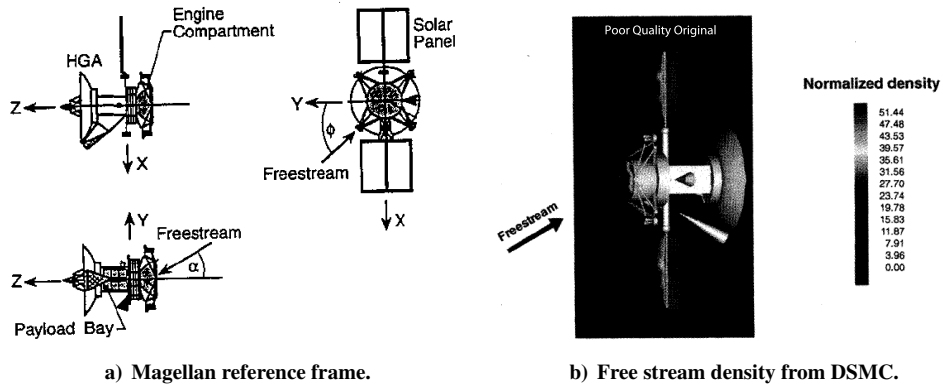 Engine
Compartment
HGA
Z
X
Solar
Panel
Y
ϕ
Freestream
X
Y
Freestream
Z
α
Payload Bay
a) Magellan reference frame.
Poor Quality Original
Freestream
Normalized density
51.44
47.48
43.53
39.57
35.61
31.56
27.70
23.74
19.78
15.83
11.87
7.91
3.96
0.00
b) Free stream density from DSMC.